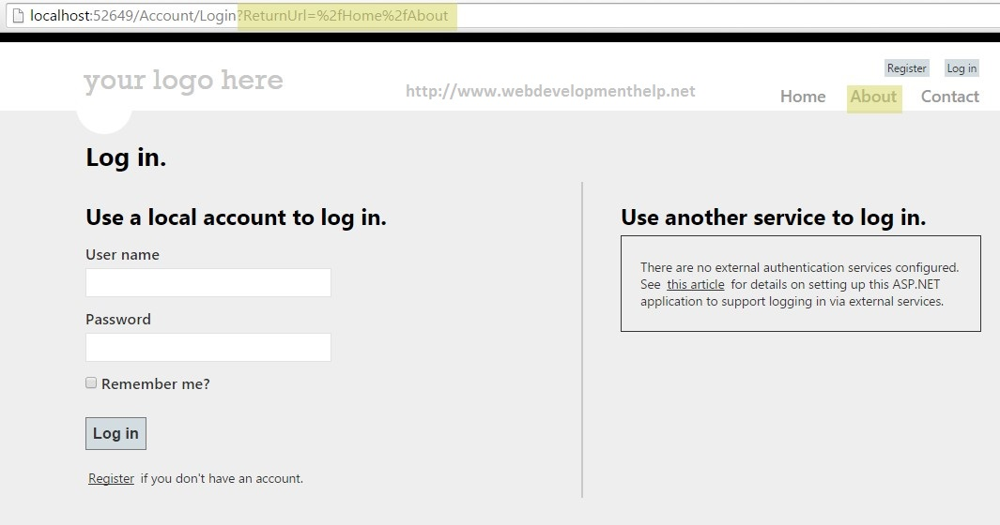 localhost:52649/Account/Login?ReturnUrl=%2fHome%2fAbout
Register Log in
your logo here
http://www.webdevelopmenthelp.net
Home About Contact
Log in.
Use a local account to log in.
User name
Password
Remember me?
Log in
Register if you don't have an account.
Use another service to log in.
There are no external authentication services configured.
See this article for details on setting up this ASP.NET
application to support logging in via external services.